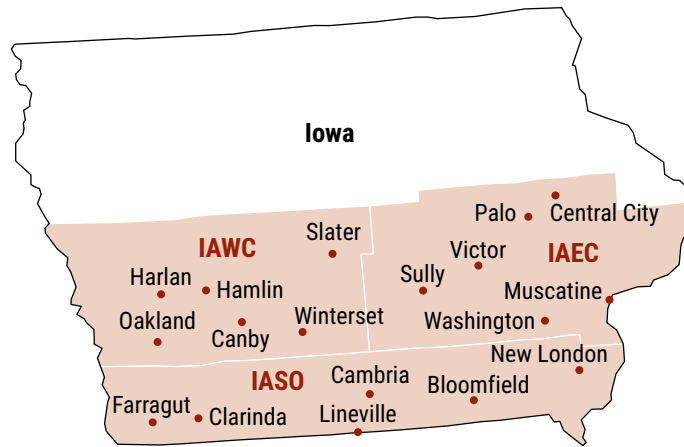 Iowa
Palo
Central City
Slater
IAWC
Victor
IAEC
Harlan
Hamlin
Sully
Muscatine
Oakland
Canby
Winterset
Washington
New London
IASO
Cambria
Bloomfield
Farragut
Clarinda
Lineville